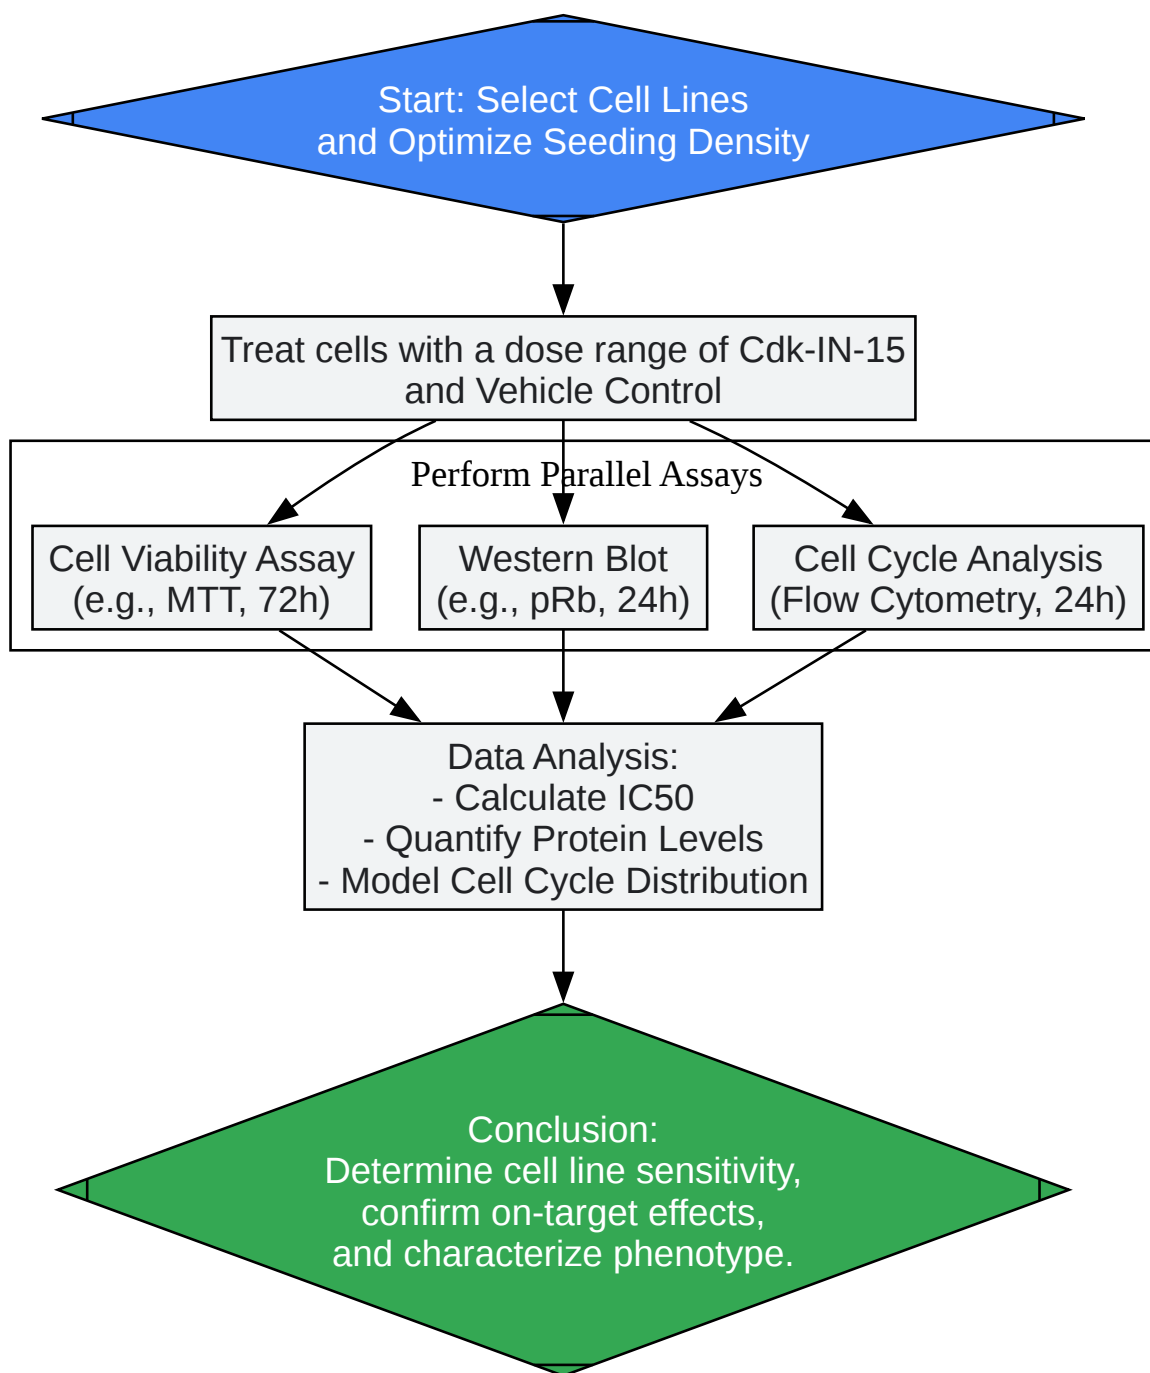 Start: Select Cell Lines
and Optimize Seeding Density
Treat cells with a dose range of Cdk-IN-15
and Vehicle Control
Perform Parallel Assays
Cell Viability Assay
(e.g., MTT, 72h)
Western Blot
(e.g., pRb, 24h)
Cell Cycle Analysis
(Flow Cytometry, 24h)
Data Analysis:
- Calculate IC50
- Quantify Protein Levels
- Model Cell Cycle Distribution
Conclusion:
Determine cell line sensitivity,
confirm on-target effects,
and characterize phenotype.